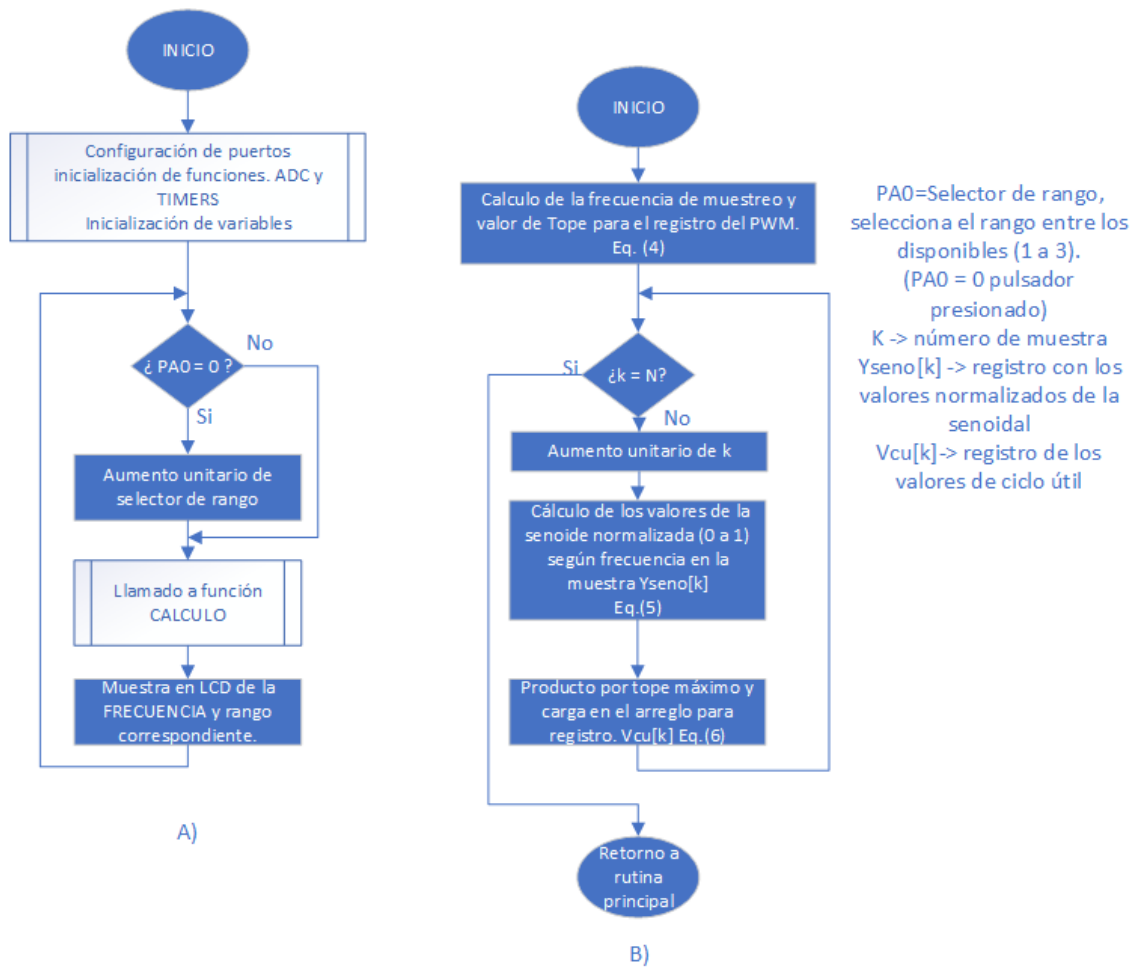 INICIO
Configuración de puertos
inicialización de funciones. ADC y
TIMERS
Inicialización de variables
¿ PA0 = 0 ?
No
Si
Aumento unitario de
selector de rango
Llamado a función
CALCULO
Muestra en LCD de la
FRECUENCIA y rango
correspondiente.
A)
INICIO
Calculo de la frecuencia de muestreo y
valor de Tope para el registro del PWM.
Eq. (4)
Si
¿k = N?
No
Aumento unitario de k
Cálculo de los valores de la
senoide normalizada (0 a 1)
según frecuencia en la
muestra Yseno[k]
Eq.(5)
Producto por tope máximo y
carga en el arreglo para
registro. Vcu[k] Eq.(6)
Retorno a
rutina
principal
B)
PA0=Selector de rango,
selecciona el rango entre los
disponibles (1 a 3).
(PA0 = 0 pulsador
presionado)
K -> número de muestra
Yseno[k] -> registro con los
valores normalizados de la
senoidal
Vcu[k]-> registro de los
valores de ciclo útil